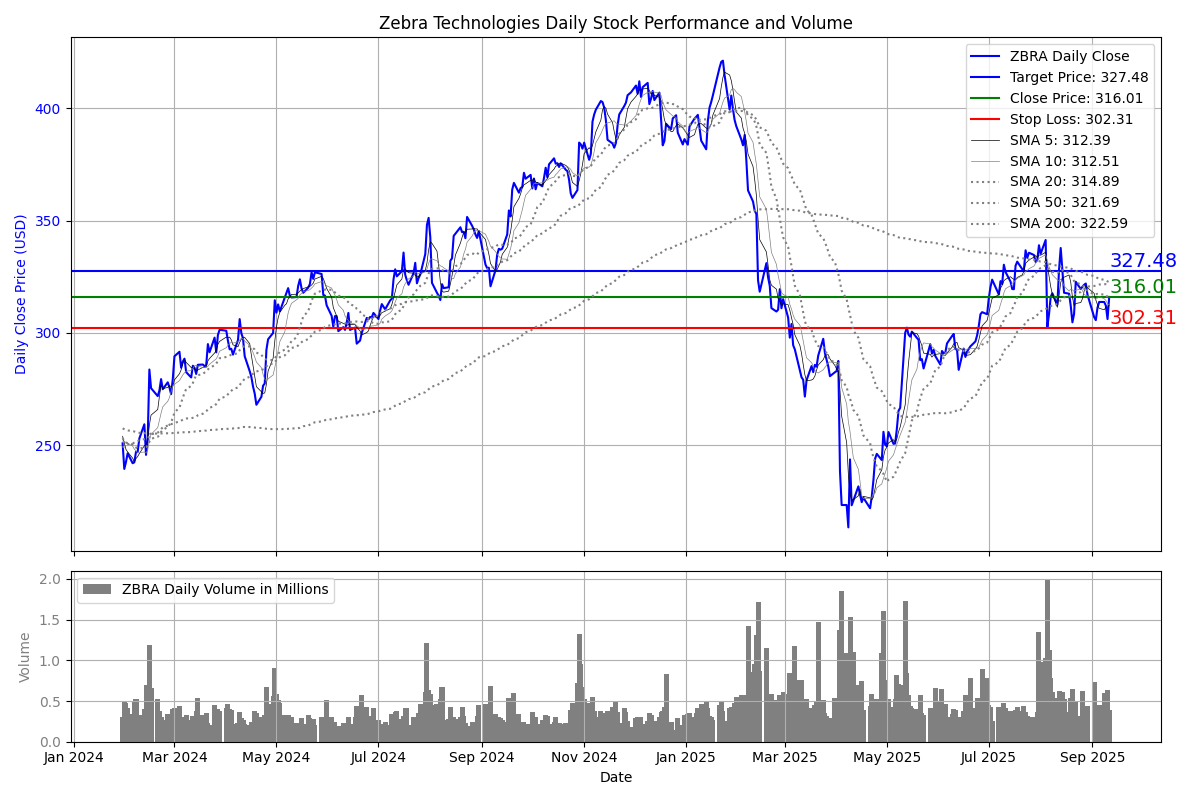 Zebra Technologies Daily Stock Performance and Volume
ZBRA Daily Close
Target Price: 327.48
Close Price: 316.01
Stop Loss: 302.31
SMA 5: 312.39
SMA 10: 312.51
SMA 20: 314.89
SMA 50: 321.69
SMA 200: 322.59
Daily Close Price (USD)
400
350
300
250
327.48
316.01
302.31
ZBRA Daily Volume in Millions
Volume
2.0
1.5
1.0
0.5
0.0
Jan 2024 Mar 2024 May 2024 Jul 2024 Sep 2024 Nov 2024 Jan 2025 Mar 2025 May 2025 Jul 2025 Sep 2025
Date